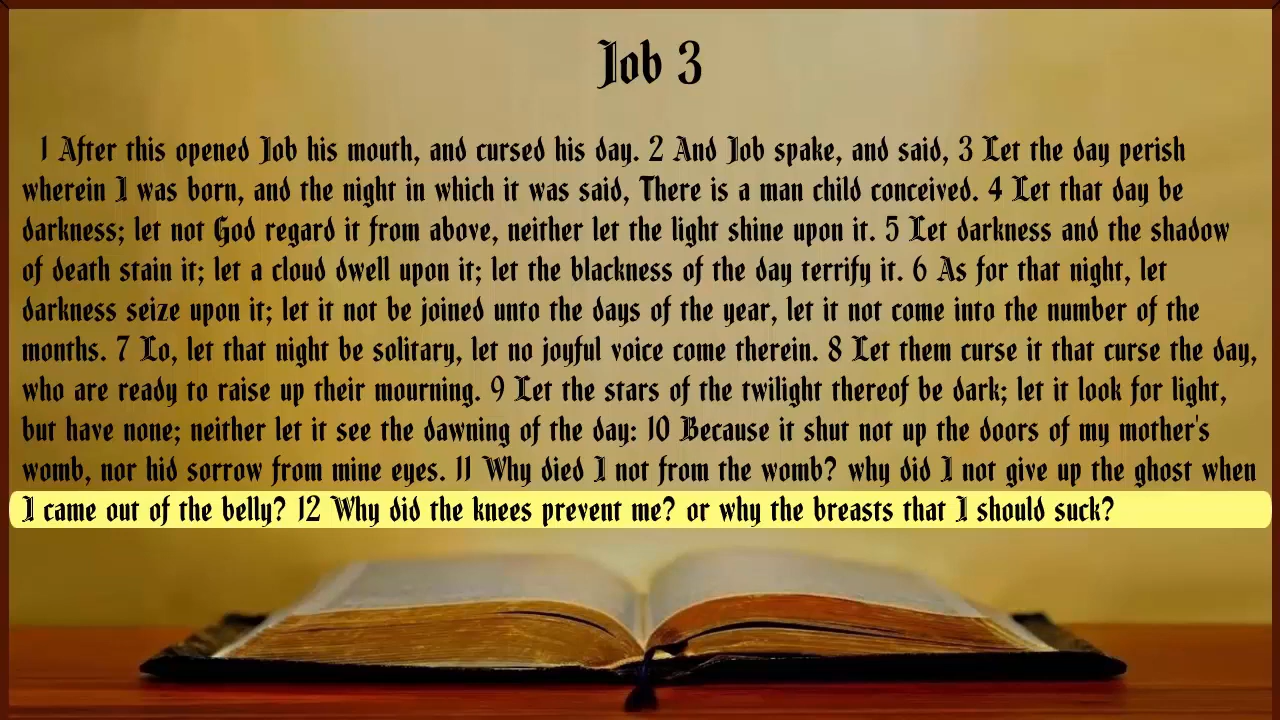 Job 3
1 After this opened Job his mouth, and cursed his day. 2 And Job spake, and said, 3 Let the day perish
wherein I was born, and the night in which it was said, There is a man child conceived. 4 Let that day be
darkness; let not God regard it from above, neither let the light shine upon it. 5 Let darkness and the shadow
of death stain it; let a cloud dwell upon it; let the blackness of the day terrify it. 6 As for that night, let
darkness seize upon it; let it not be joined unto the days of the year, let it not come into the number of the
months. 7 Lo, let that night be solitary, let no joyful voice come therein. 8 Let them curse it that curse the day,
who are ready to raise up their mourning. 9 Let the stars of the twilight thereof be dark; let it look for light,
but have none; neither let it see the dawning of the day: 10 Because it shut not up the doors of my mother's
womb, nor hid sorrow from mine eyes. 11 Why died I not from the womb? why did I not give up the ghost when
I came out of the belly? 12 Why did the knees prevent me? or why the breasts that I should suck?